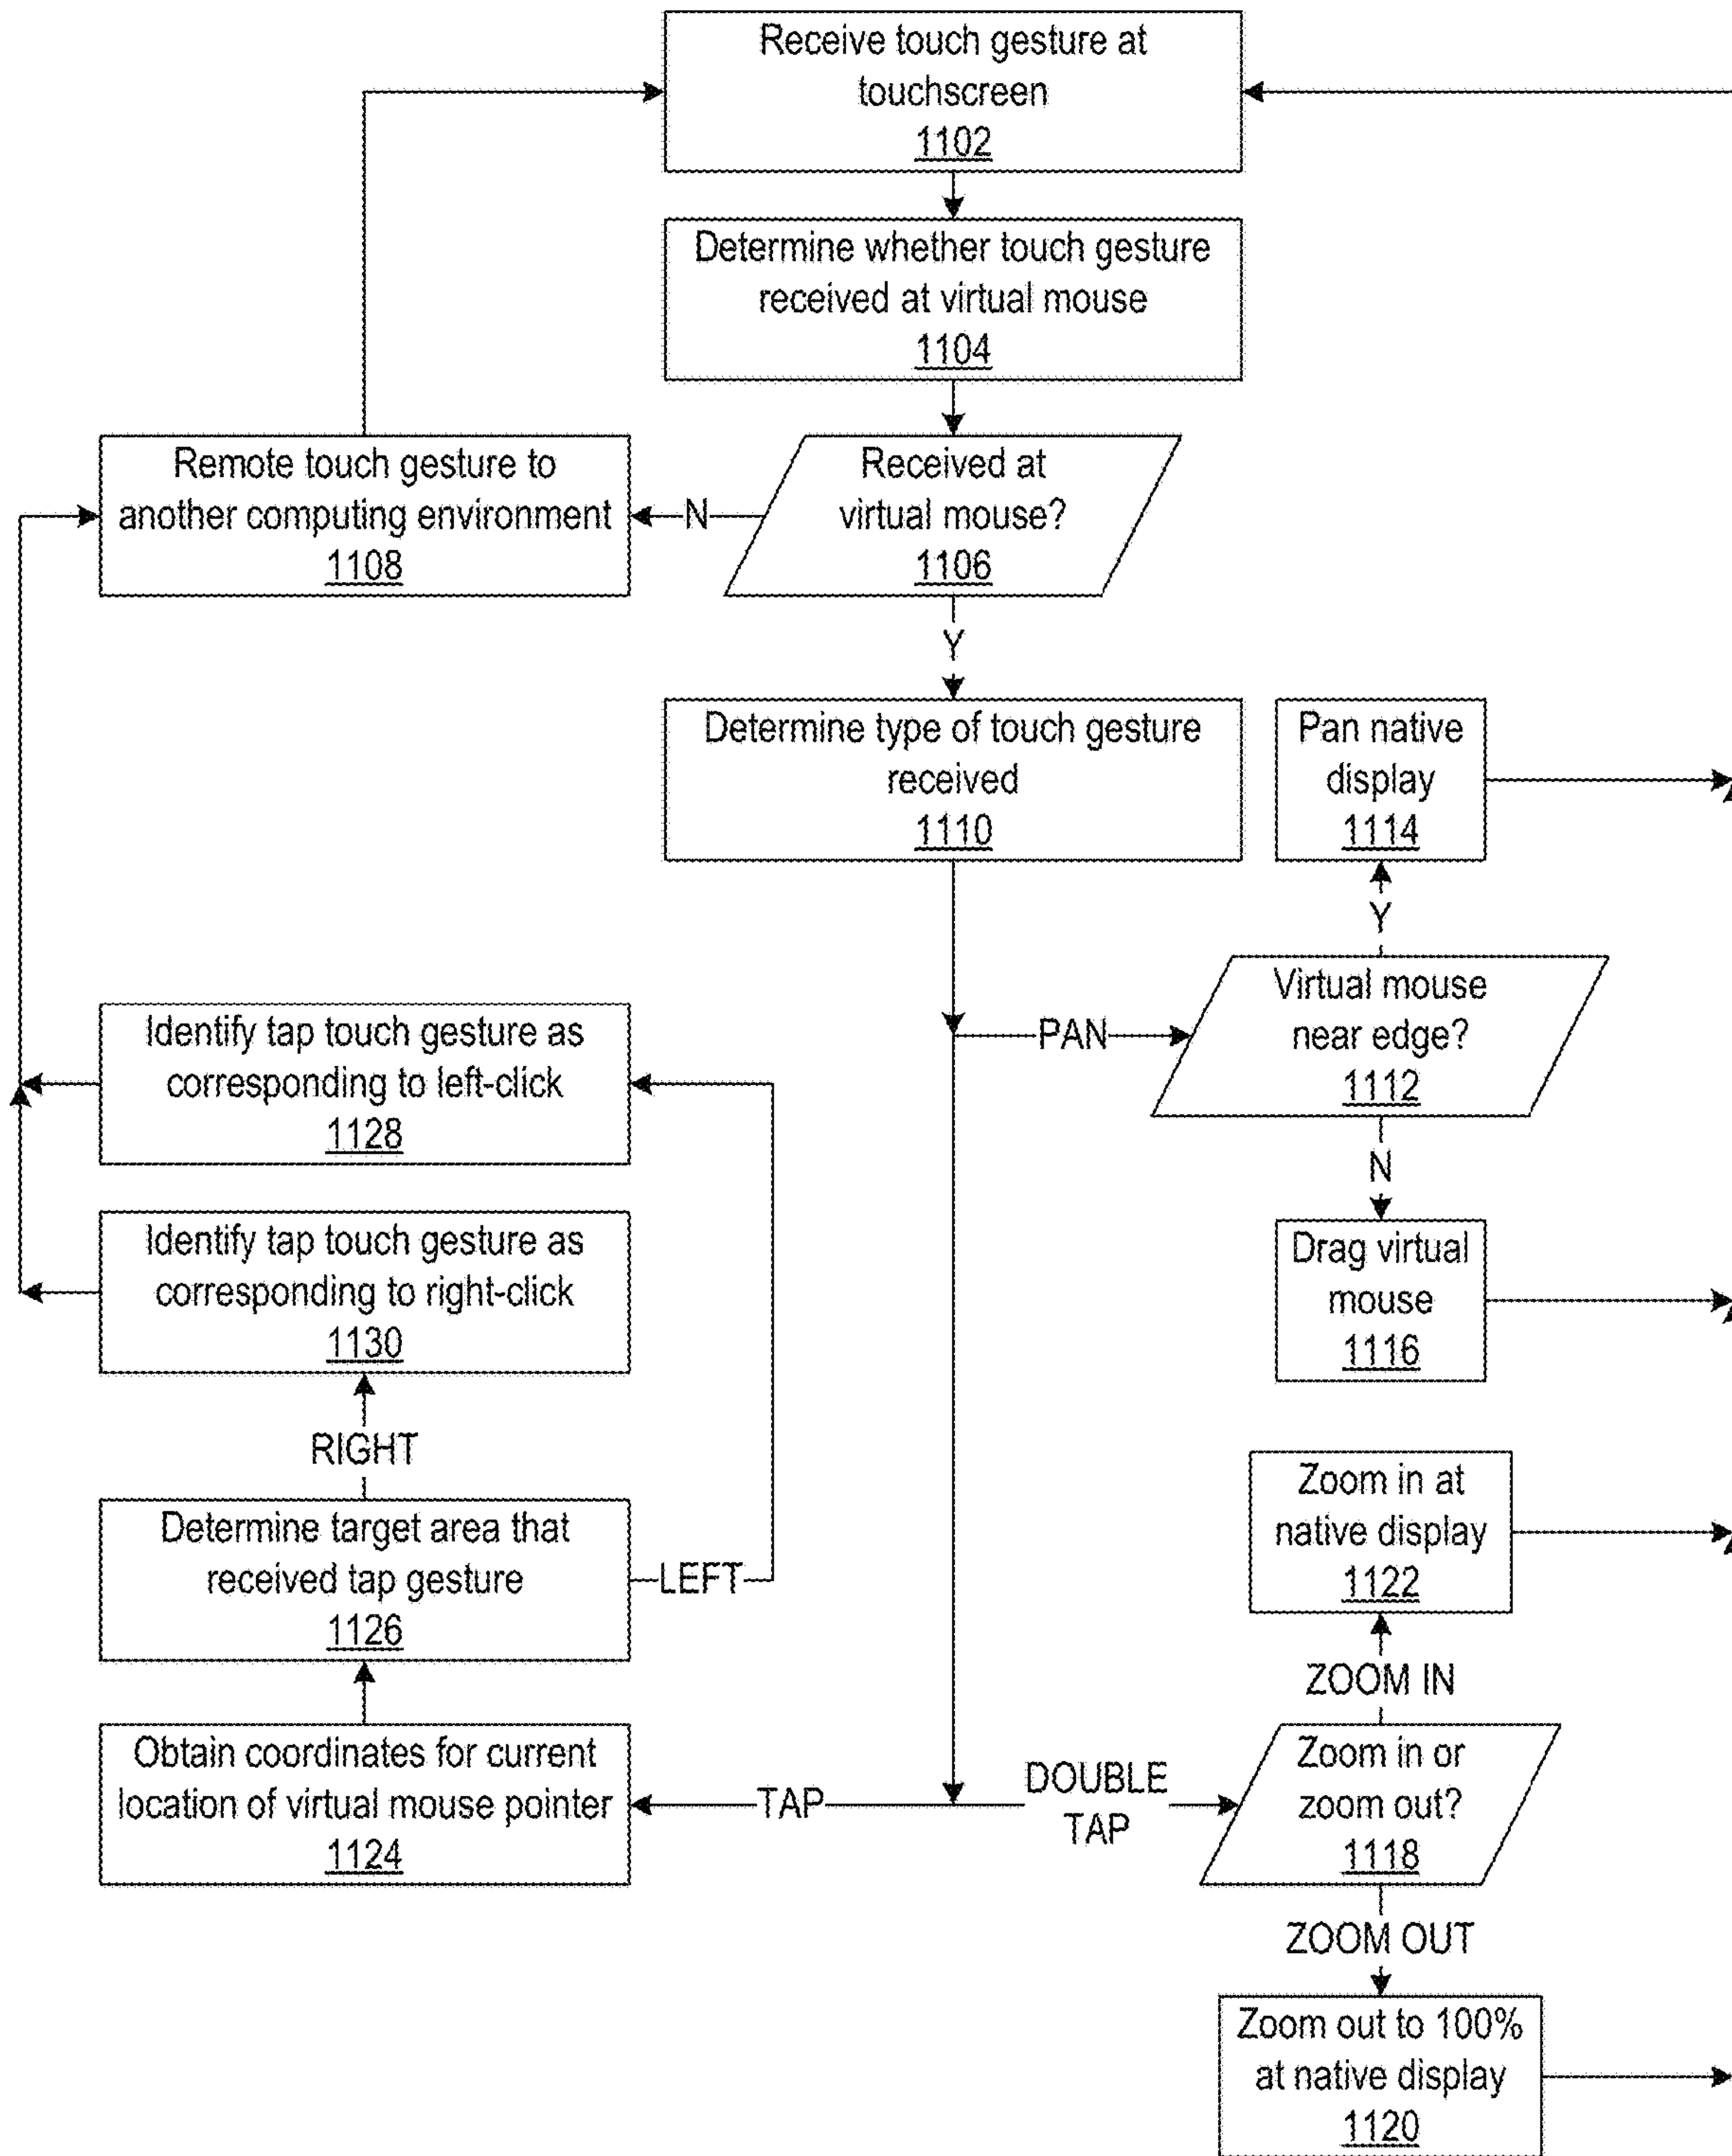 Receive touch gesture at
touchscreen
1102
Determine whether touch gesture
received at virtual mouse
1104
Remote touch gesture to
another computing environment
1108
N
Received at
virtual mouse?
1106
Y
Determine type of touch gesture
received
1110
Pan native
display
1114
Y
PAN
Virtual mouse
near edge?
1112
N
Drag virtual
mouse
1116
Identify tap touch gesture as
corresponding to left-click
1128
Identify tap touch gesture as
corresponding to right-click
1130
RIGHT
Determine target area that
received tap gesture
1126
LEFT
Zoom in at
native display
1122
ZOOM IN
Obtain coordinates for current
location of virtual mouse pointer
1124
TAP
DOUBLE
TAP
Zoom in or
zoom out?
1118
ZOOM OUT
Zoom out to 100%
at native display
1120